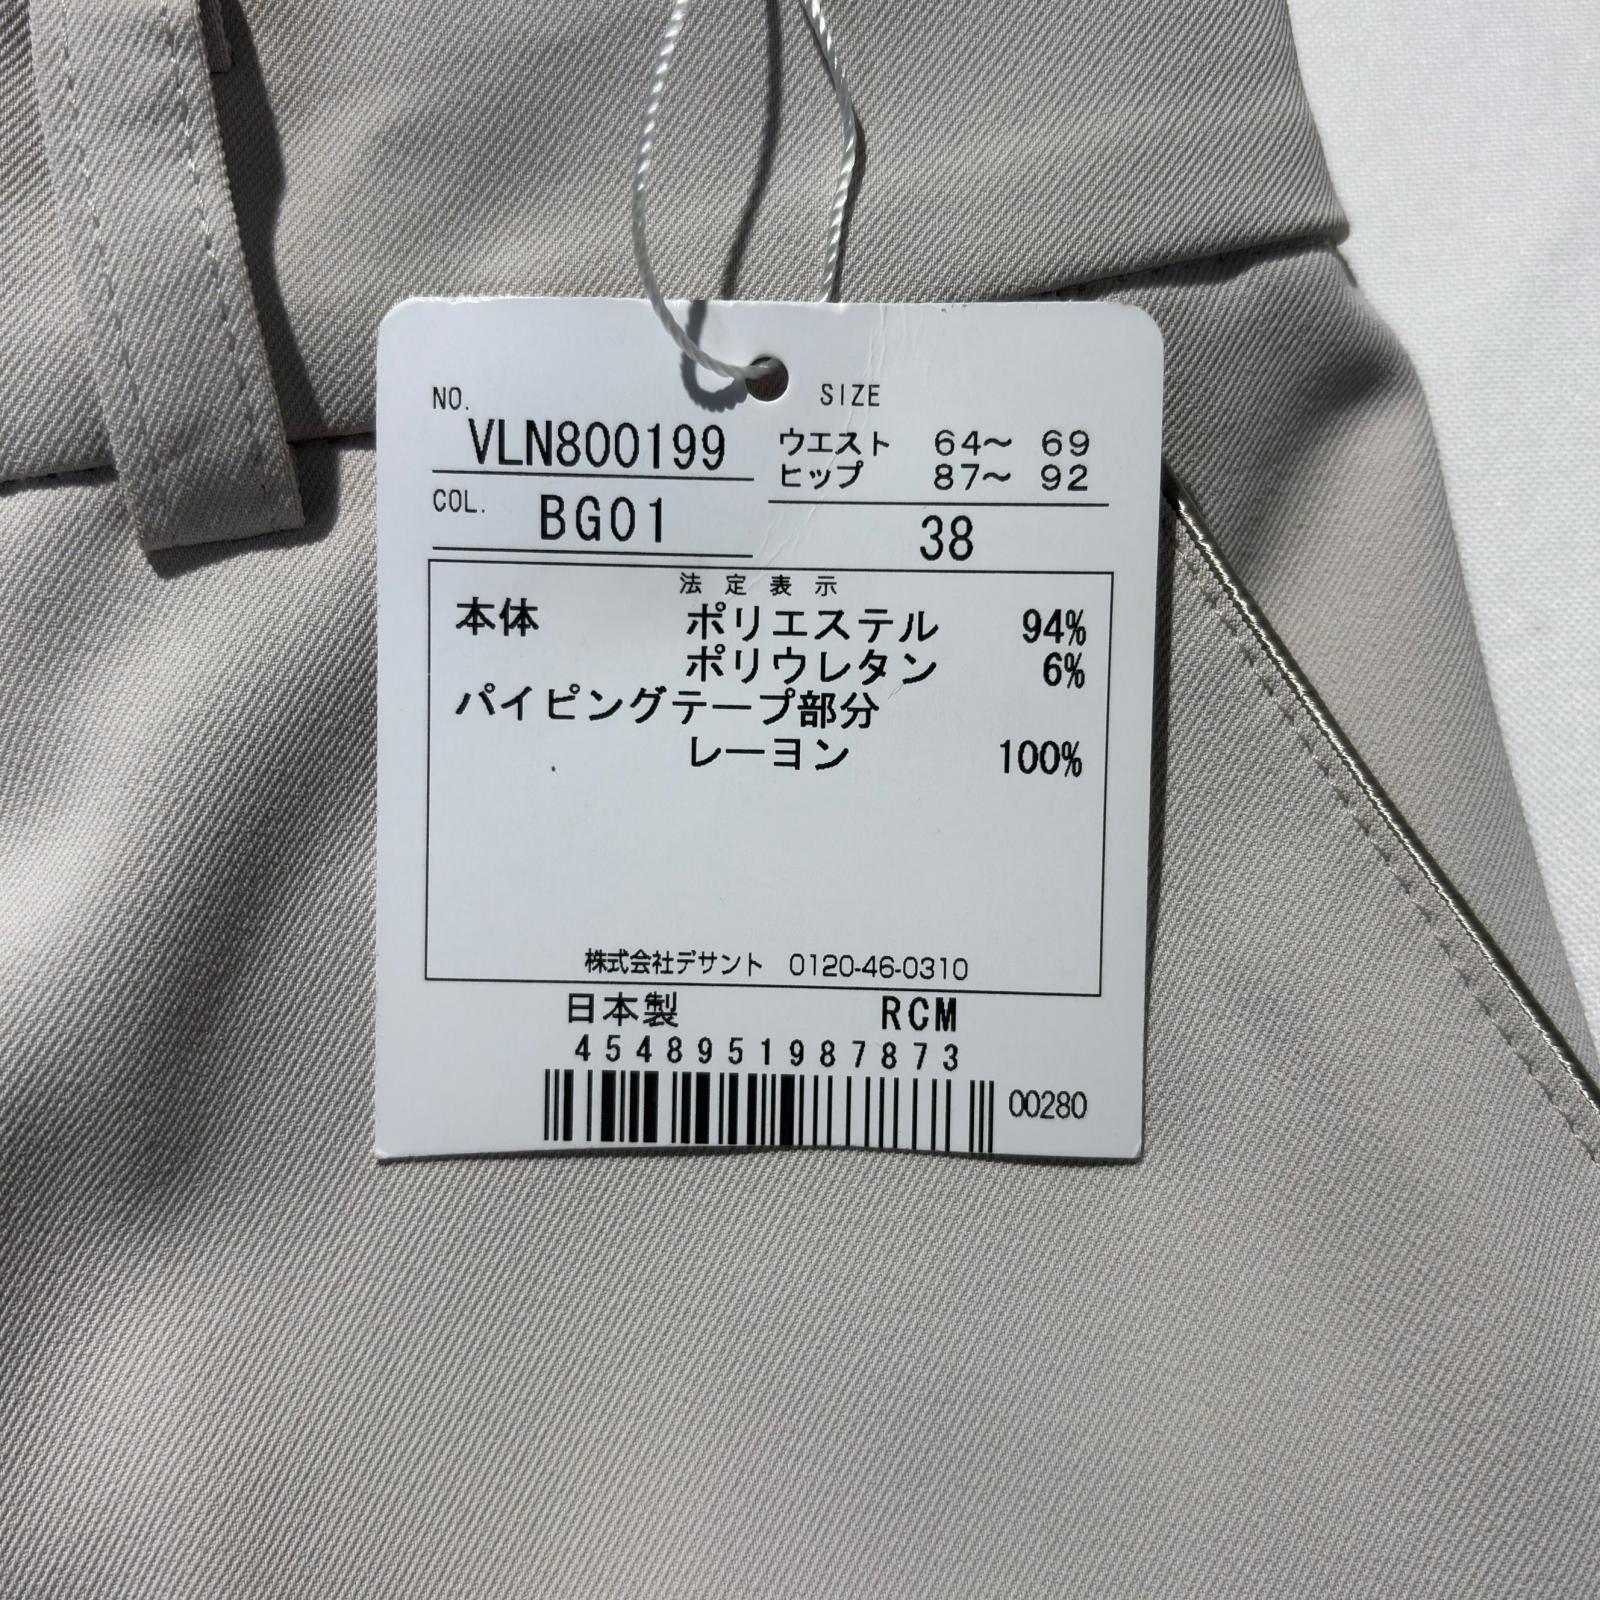 NO.
VLN800199
COL. BG01
SIZE
ウエスト 64～ 69
ヒップ 87～ 92
38
法定表示
本体 ポリエステル 94%
ポリウレタン 6%
パイピングテープ部分
レーヨン 100%
株式会社デサント 0120-46-0310
日本製 RCM
4548951987873
00280